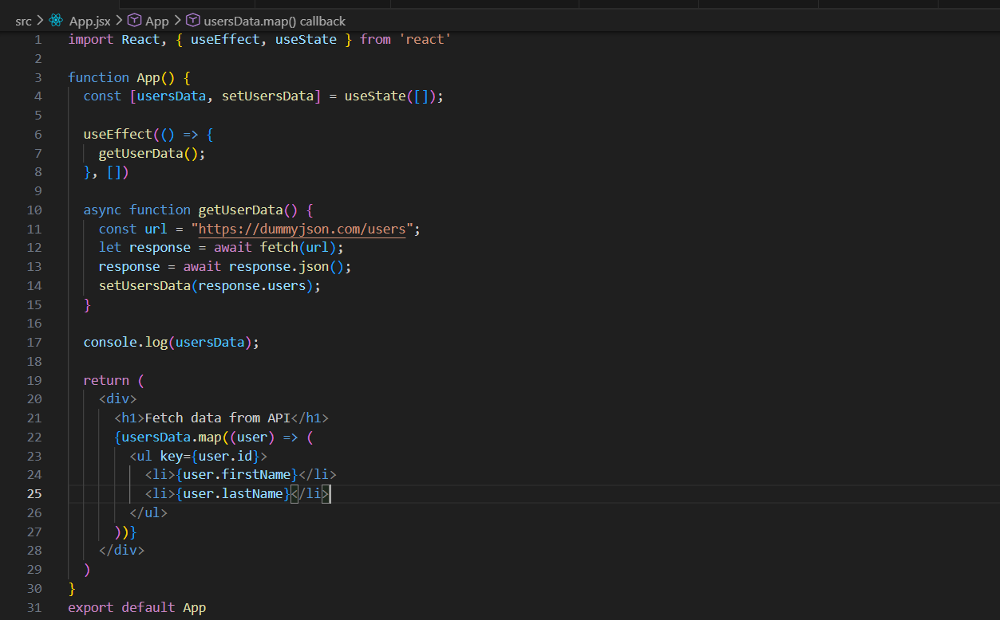 src > App.jsx > App > usersData.map() callback
1 import React, { useEffect, useState } from 'react'
2
3 function App() {
4   const [usersData, setUsersData] = useState([]);
5
6   useEffect(() => {
7     getUserData();
8   }, [])
9
10   async function getUserData() {
11     const url = "https://dummyjson.com/users";
12     let response = await fetch(url);
13     response = await response.json();
14     setUsersData(response.users);
15   }
16
17   console.log(usersData);
18
19   return (
20     <div>
21       <h1>Fetch data from API</h1>
22       {usersData.map((user) => (
23         <ul key={user.id}>
24           <li>{user.firstName}</li>
25           <li>{user.lastName}</li>
26         </ul>
27       ))}
28     </div>
29   )
30 }
31 export default App